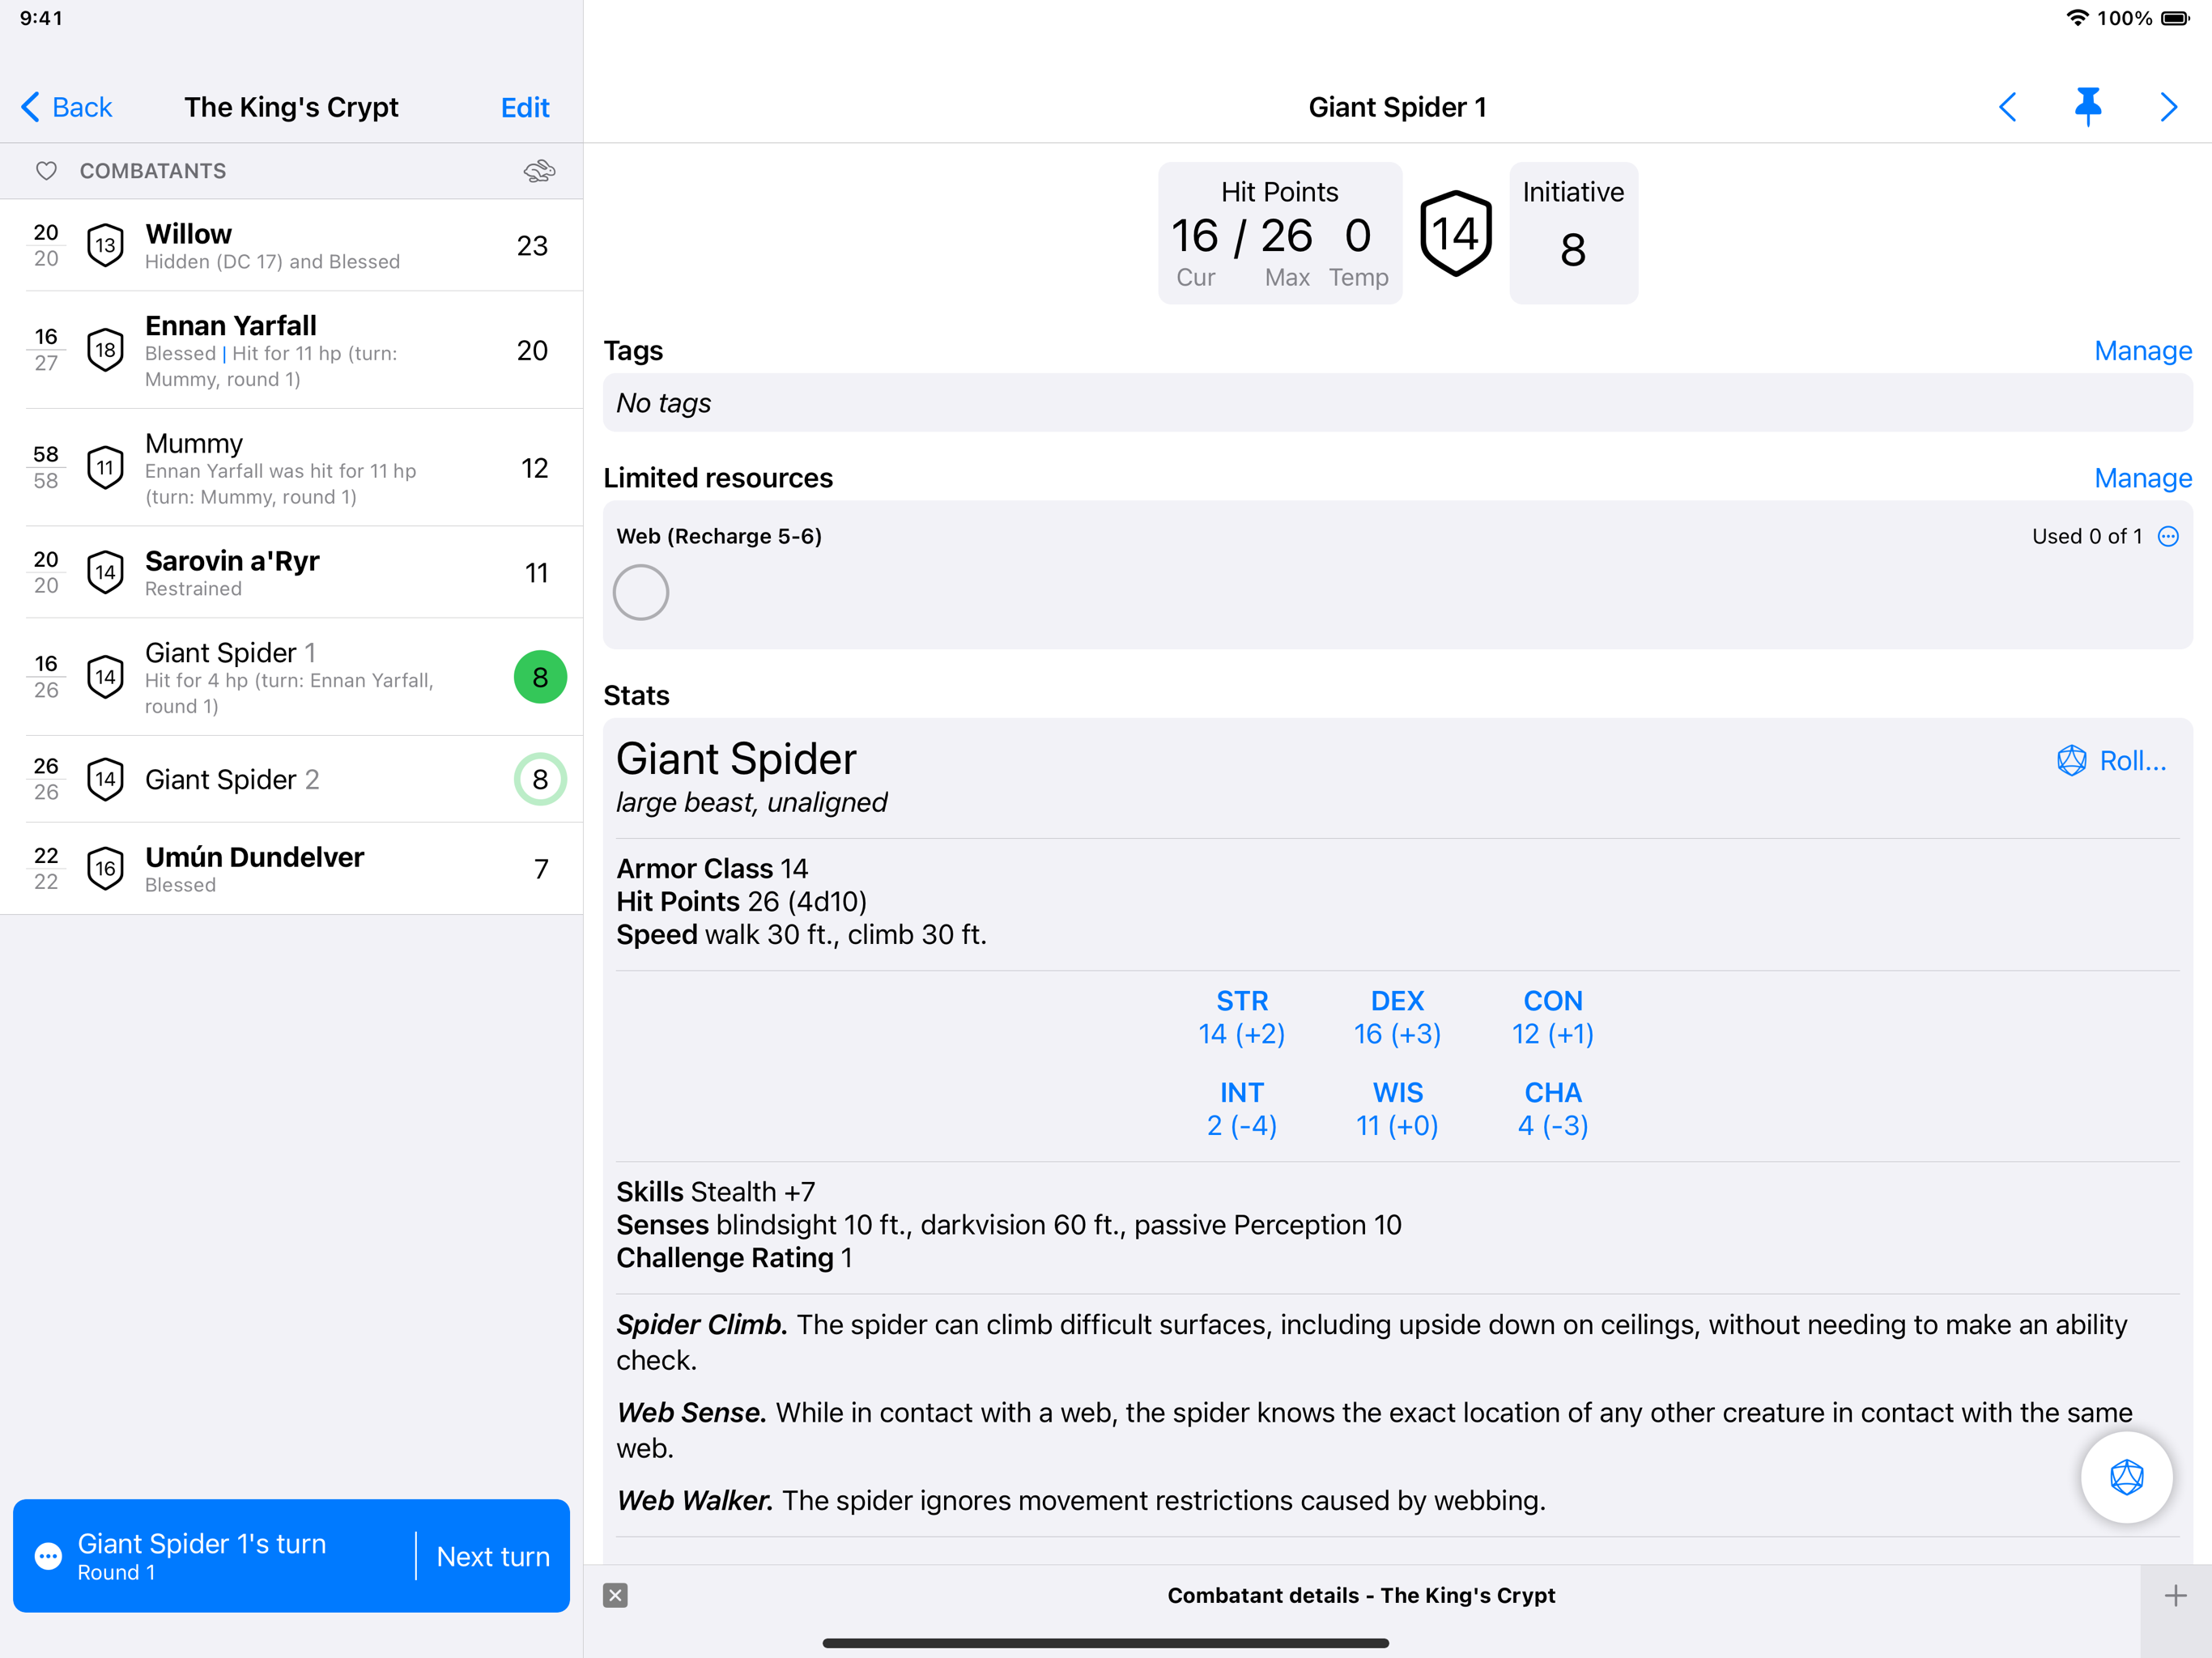 9:41
100%
Back
The King's Crypt
Edit
COMBATANTS
20
20
13
Willow
Hidden (DC 17) and Blessed
23
16
27
18
Ennan Yarfall
Blessed | Hit for 11 hp (turn:
Mummy, round 1)
20
58
58
11
Mummy
Ennan Yarfall was hit for 11 hp
(turn: Mummy, round 1)
12
20
20
14
Sarovin a'Ryr
Restrained
11
16
26
14
Giant Spider 1
Hit for 4 hp (turn: Ennan Yarfall,
round 1)
8
26
26
14
Giant Spider 2
8
22
22
16
Umún Dundelver
Blessed
7
Giant Spider 1's turn
Round 1
Next turn
Giant Spider 1
Hit Points
16 / 26 0
Cur Max Temp
14
Initiative
8
Tags
Manage
No tags
Limited resources
Manage
Web (Recharge 5-6)
Used 0 of 1
Stats
Giant Spider
Roll...
large beast, unaligned
Armor Class 14
Hit Points 26 (4d10)
Speed walk 30 ft., climb 30 ft.
STR DEX CON
14 (+2) 16 (+3) 12 (+1)
INT WIS CHA
2 (-4) 11 (+0) 4 (-3)
Skills Stealth +7
Senses blindsight 10 ft., darkvision 60 ft., passive Perception 10
Challenge Rating 1
Spider Climb. The spider can climb difficult surfaces, including upside down on ceilings, without needing to make an ability
check.
Web Sense. While in contact with a web, the spider knows the exact location of any other creature in contact with the same
web.
Web Walker. The spider ignores movement restrictions caused by webbing.
Combatant details - The King's Crypt